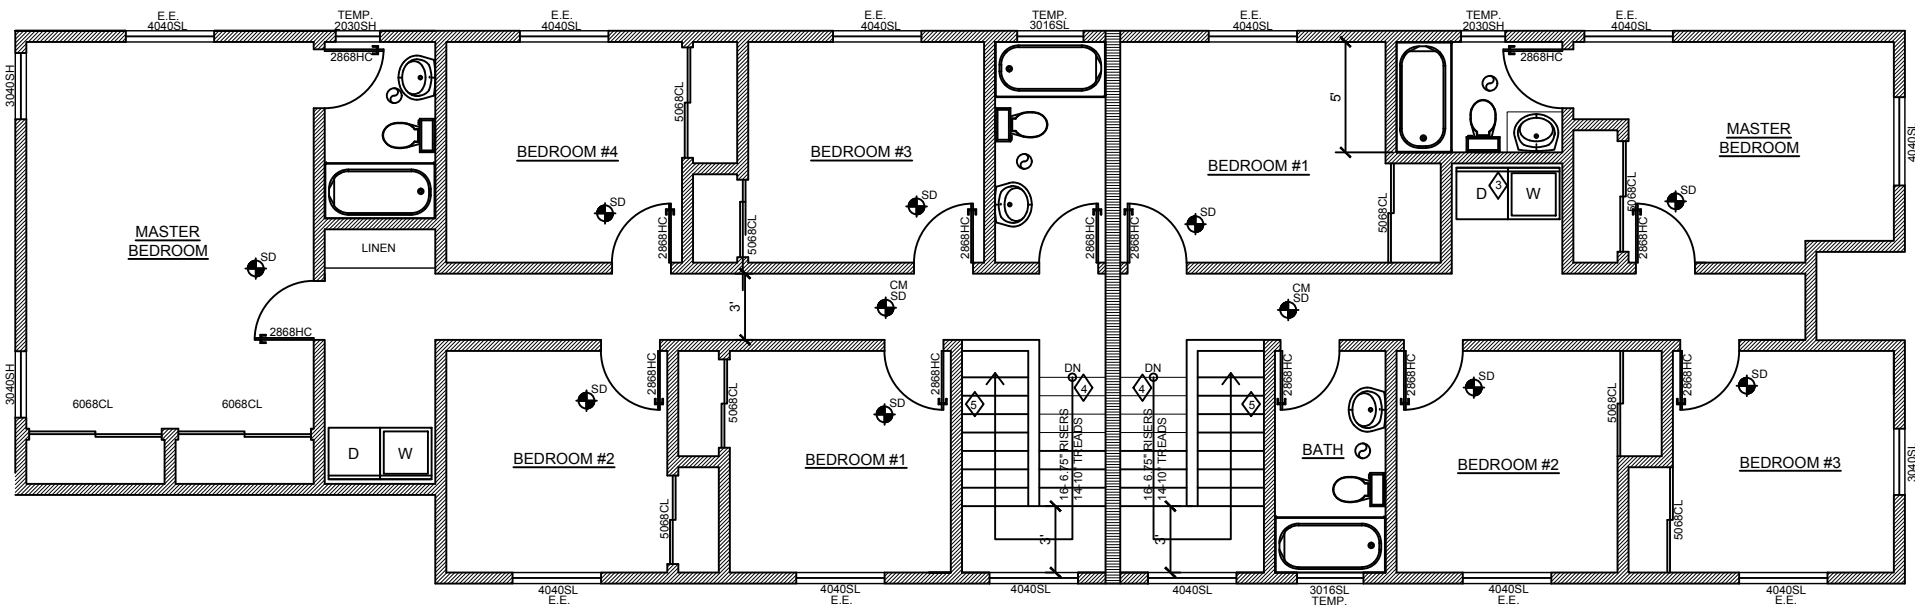 E.E.
4040SL
TEMP.
2030SH
E.E.
4040SL
E.E.
4040SL
TEMP.
3016SL
E.E.
4040SL
TEMP.
2030SH
E.E.
4040SL
3040SH
2868HC
5068CL
5'
2868HC
4040SL
BEDROOM #4
BEDROOM #3
BEDROOM #1
MASTER
BEDROOM
D
3
W
SD
SD
SD
SD
5068CL
5068CL
5068CL
MASTER
BEDROOM
LINEN
SD
2868HC
2868HC
2868HC
2868HC
2868HC
3'
CM
SD
CM
SD
2868HC
3040SH
6068CL
6068CL
SD
2868HC
5068CL
SD
2868HC
5
DN
4
16- 6.75" RISERS
14-10" TREADS
DN
4
16- 6.75" RISERS
14-10" TREADS
5
2868HC
2868HC
SD
5068CL
2868HC
SD
D
W
BEDROOM #2
BEDROOM #1
BATH
BEDROOM #2
BEDROOM #3
3040SL
5068CL
3'
3'
5068CL
4040SL
E.E.
4040SL
E.E.
4040SL
4040SL
3016SL
TEMP.
4040SL
E.E.
4040SL
E.E.